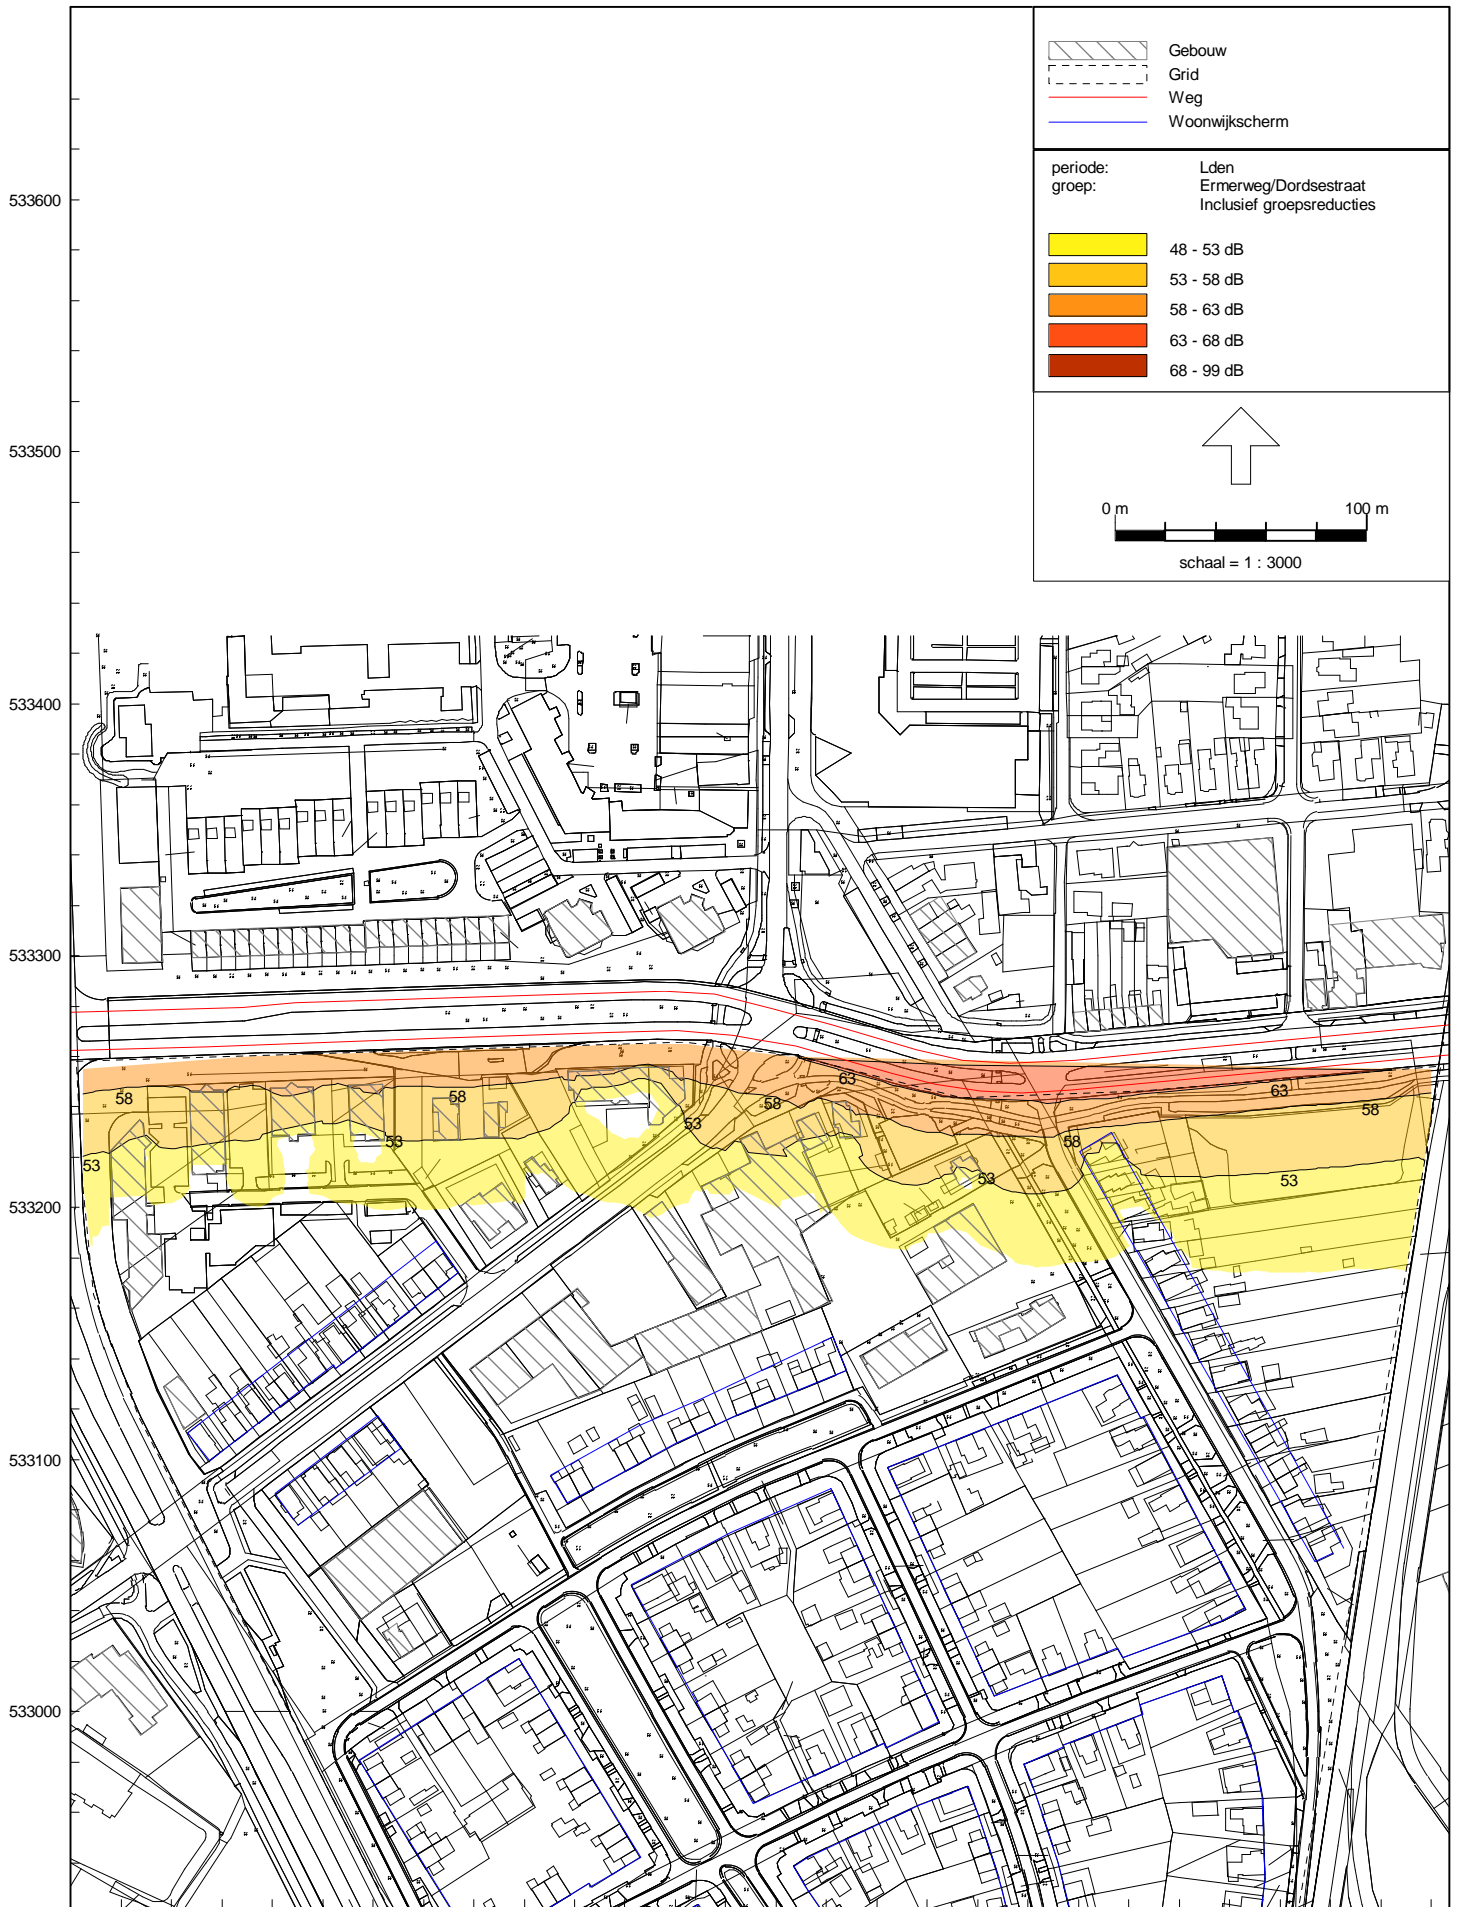 Gebouw
Grid
Weg
Woonwijkscherm
periode: Lden
groep: Ermerweg/Dordsestraat
Inclusief groepsreducties
48 - 53 dB
53 - 58 dB
58 - 63 dB
63 - 68 dB
68 - 99 dB
0 m 100 m
schaal = 1 : 3000
533600
533500
533400
533300
533200
533100
533000
63
63
58
58
58
58
58
53
53
53
53
53